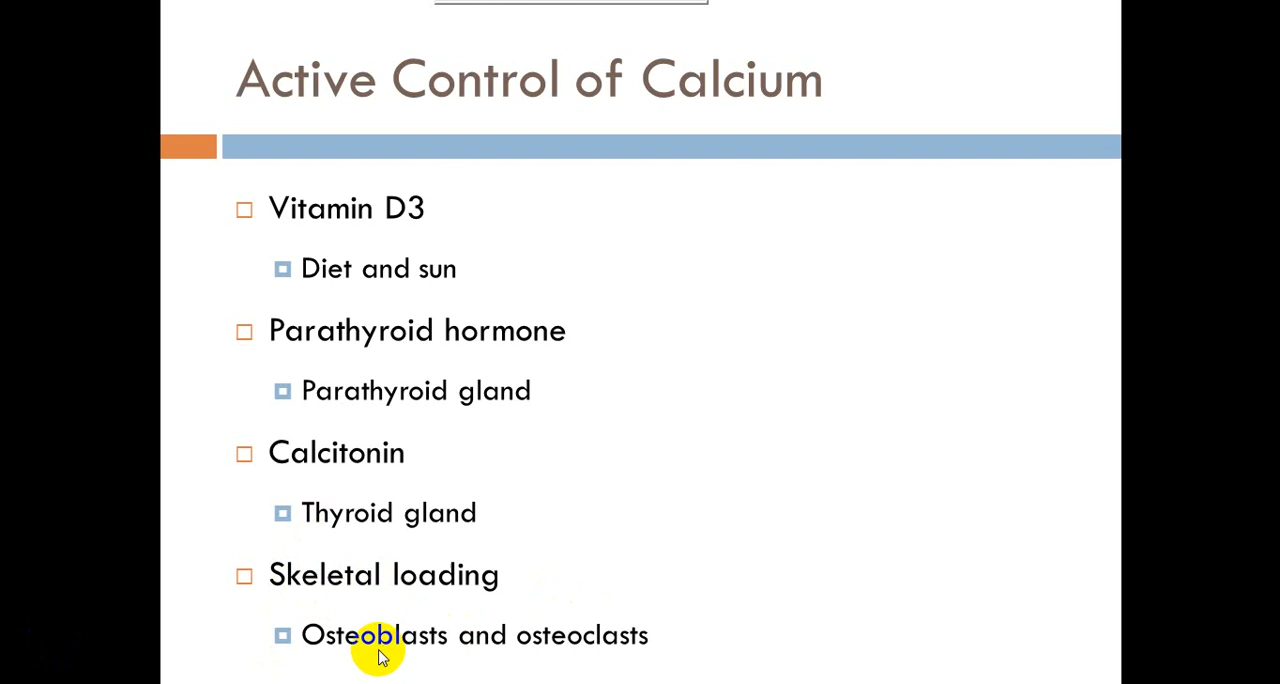 Active Control of Calcium
Vitamin D3
Diet and sun
Parathyroid hormone
Parathyroid gland
Calcitonin
Thyroid gland
Skeletal loading
Osteoblasts and osteoclasts